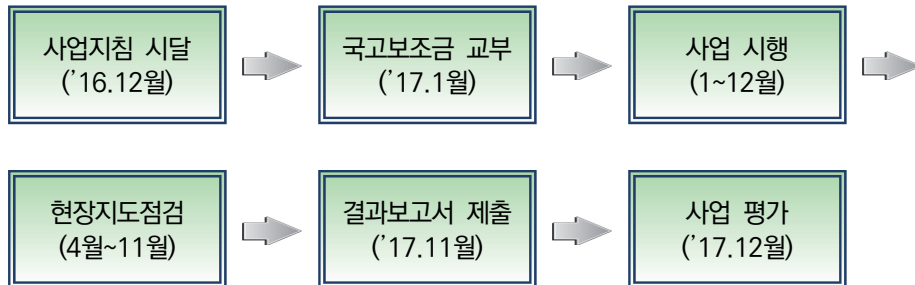 사업지침 시달
(’16.12월)
국고보조금 교부
(’17.1월)
사업 시행
(1~12월)
현장지도점검
(4월~11월)
결과보고서 제출
(’17.11월)
사업 평가
(’17.12월)